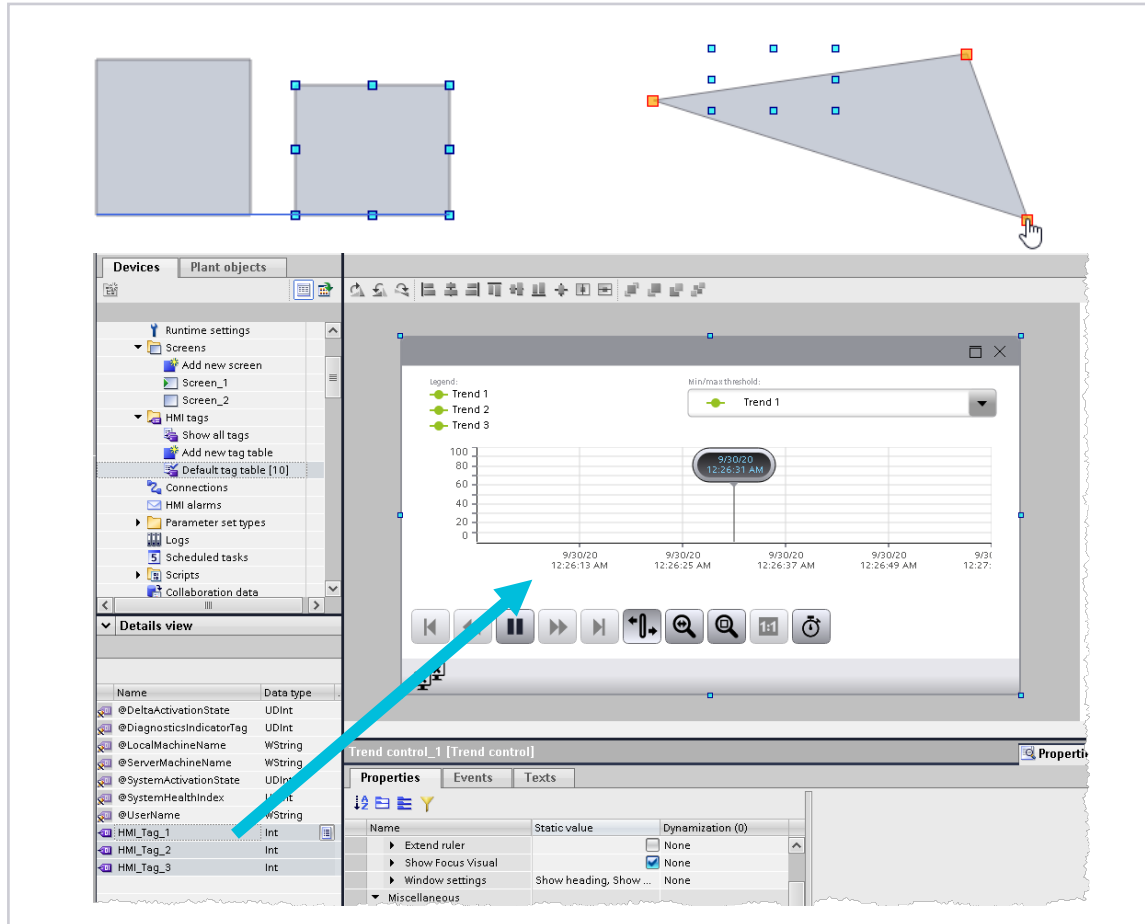 Devices
Plant objects
Runtime settings
Screens
Add new screen
Screen_1
Screen_2
HMI tags
Show all tags
Add new tag table
Default tag table [10]
Connections
HMI alarms
Parameter set types
Logs
Scheduled tasks
Scripts
Collaboration data
Details view
Name Data type
@DeltaActivationState UDInt
@DiagnosticsIndicatorTag UDInt
@LocalMachineName WString
@ServerMachineName WString
@SystemActivationState
@SystemHealthIndex
@UserName WString
HMI_Tag_1 Int
HMI_Tag_2 Int
HMI_Tag_3 Int
Legend:
Trend 1
Trend 2
Trend 3
Min/max threshold:
Trend 1
100
80
60
40
20
0
9/30/20
12:26:31 AM
9/30/20 9/30/20 9/30/20 9/30/20 9/3(
12:26:13 AM 12:26:25 AM 12:26:37 AM 12:26:49 AM 12:27:
1:1
Trend control_1 [Trend control]
Properti
Properties Events Texts
Name Static value Dynamization (0)
Extend ruler None
Show Focus Visual None
Window settings Show heading, Show ... None
Miscellaneous